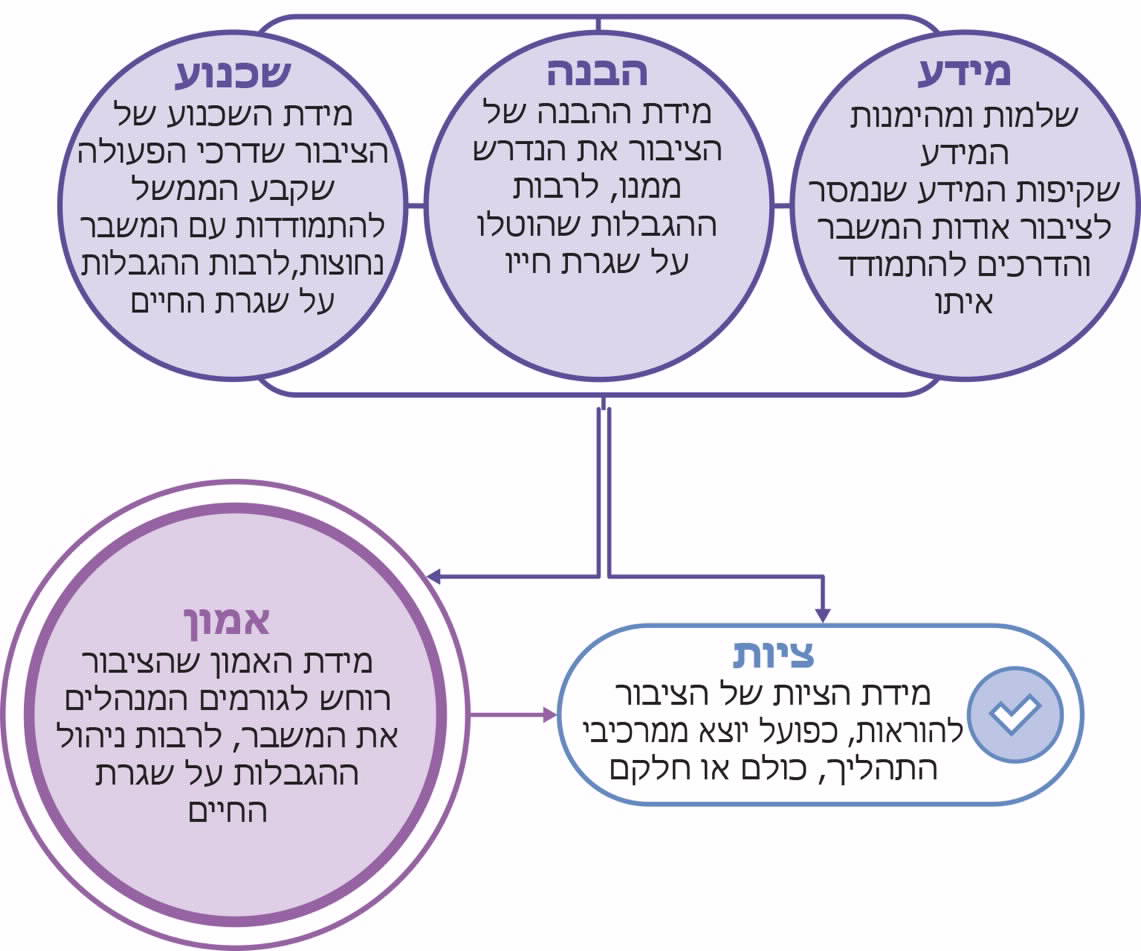 מידע
שלמות ומהימנות
המידע
שקיפות המידע שנמסר
לציבור אודות המשבר
והדרכים להתמודד
איתו
הבנה
מידת ההבנה של
הציבור את הנדרש
ממנו, לרבות
ההגבלות שהוטלו
על שגרת חייו
שכנוע
מידת השכנוע של
הציבור שדרכי הפעולה
שקבע הממשל
להתמודדות עם המשבר
נחוצות,לרבות ההגבלות
על שגרת החיים
ציות
מידת הציות של הציבור
להוראות, כפועל יוצא ממרכיבי
התהליך, כולם או חלקם
אמון
מידת האמון שהציבור
רוחש לגורמים המנהלים
את המשבר, לרבות ניהול
ההגבלות על שגרת
החיים